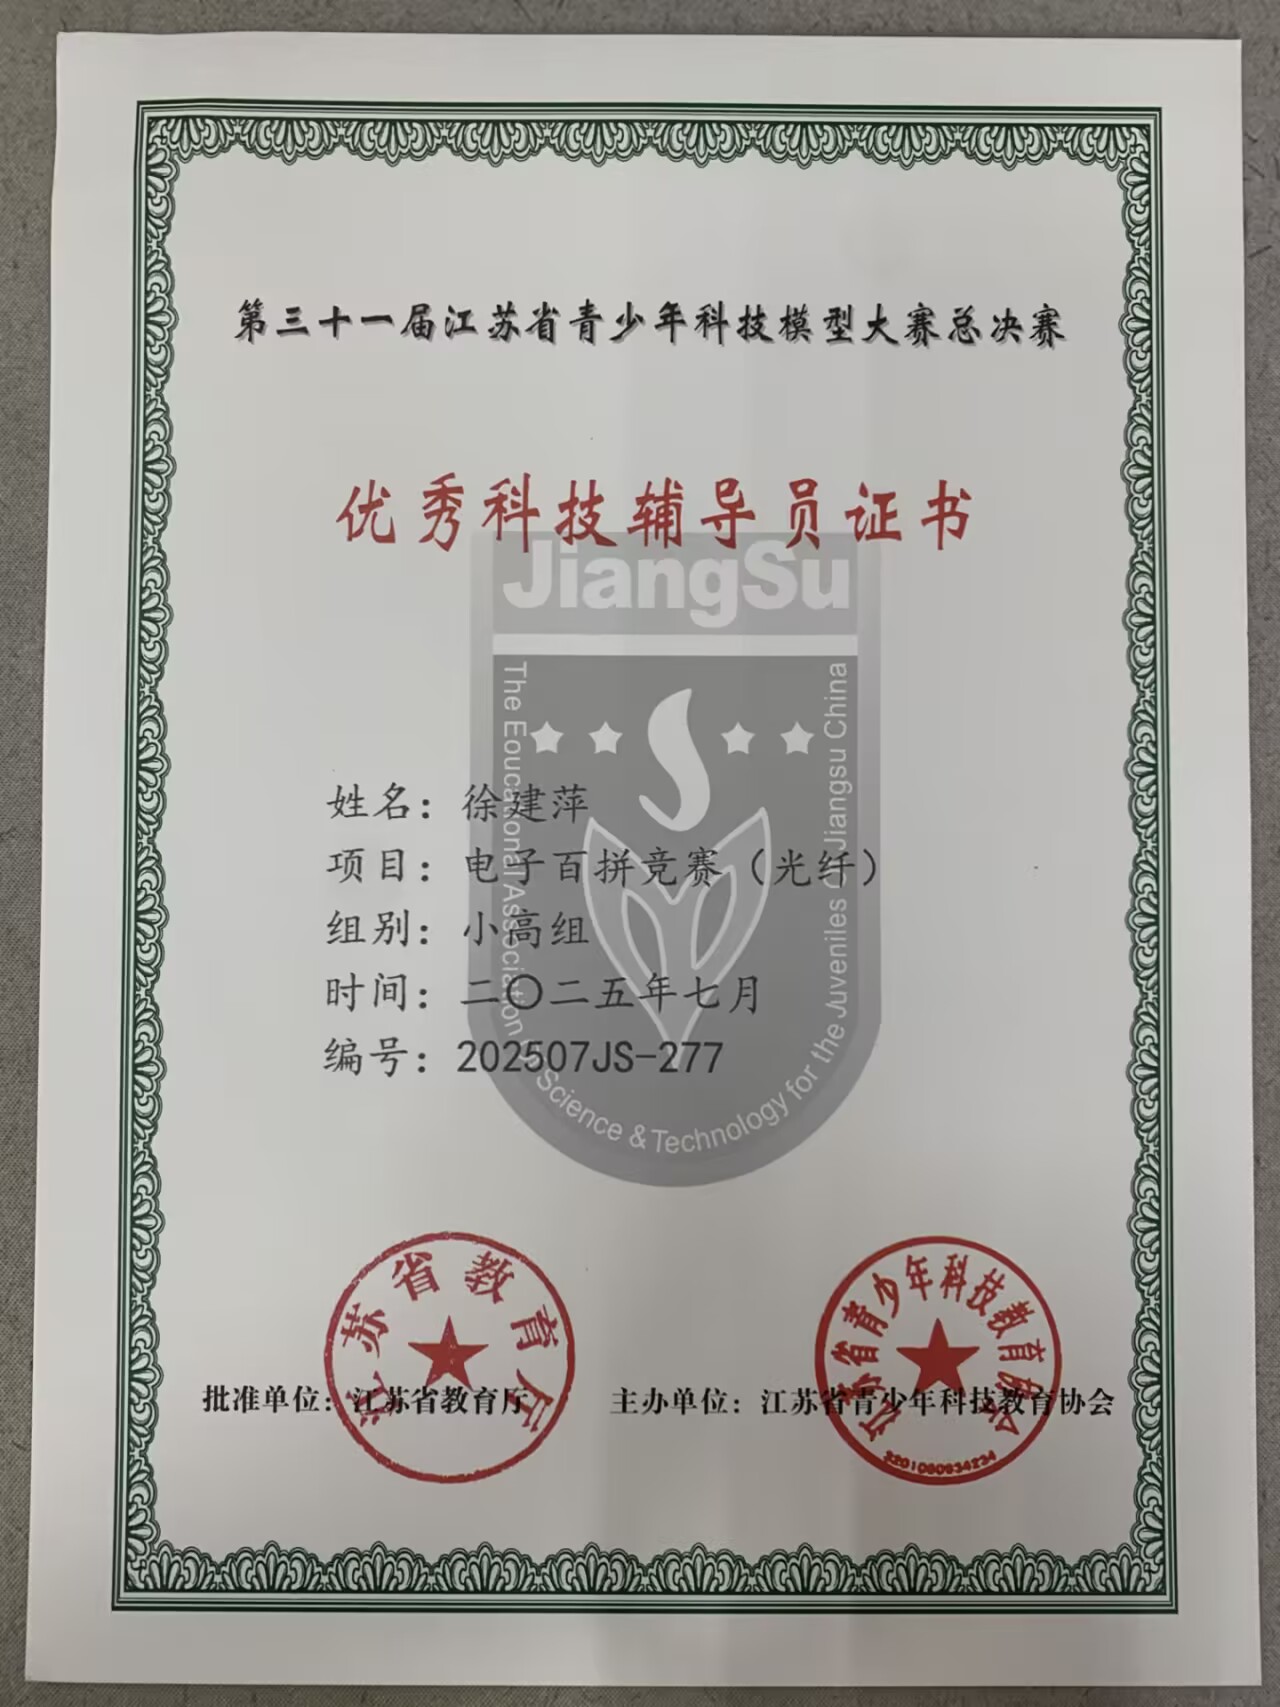 第三十一届江苏省青少年科技模型大赛总决赛
优秀科技辅导员证书
JiangSu
The Eoucational Association Science & Technology for the Juveniles Jiangsu China
姓名：徐建萍
项目：电子百拼竞赛（光纤）
组别：小高组
时间：二〇二五年七月
编号：202507JS-277
江苏省教育厅
江苏省青少年科技教育协会
批准单位：江苏省教育厅
主办单位：江苏省青少年科技教育协会